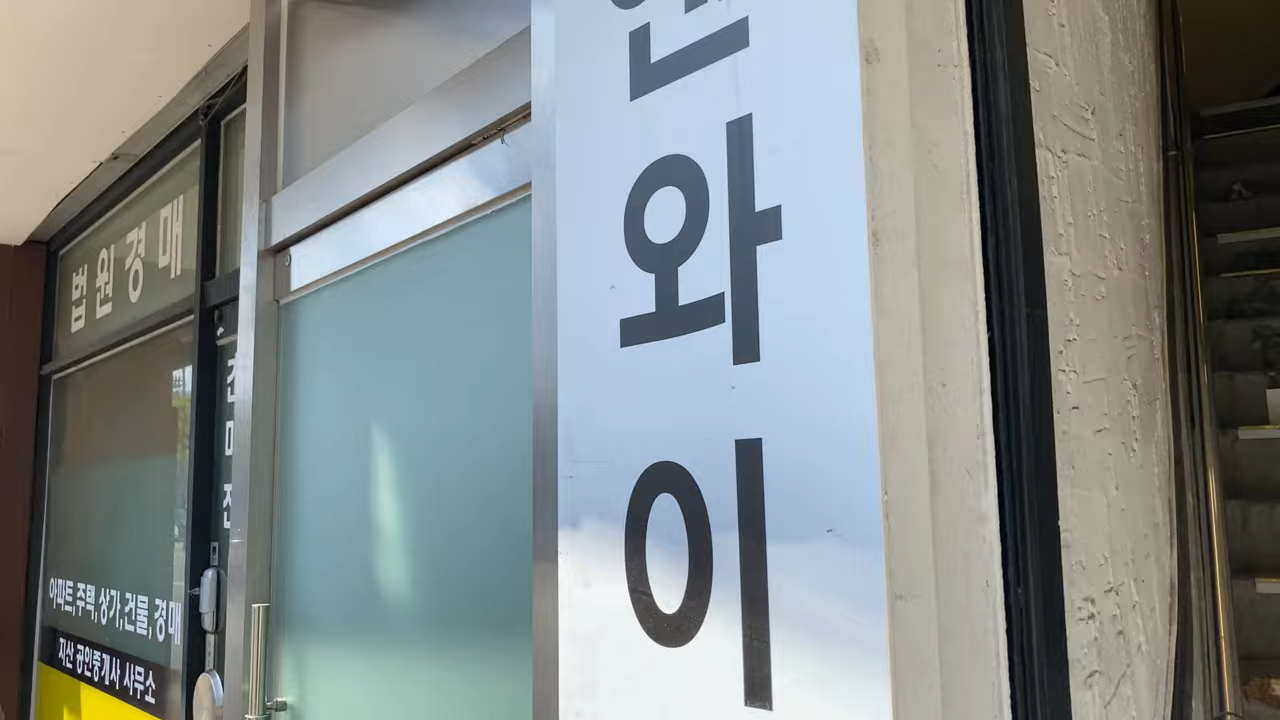 법원경매
아파트,주택,상가,건물,경매
지산 공인중개사 사무소
와이